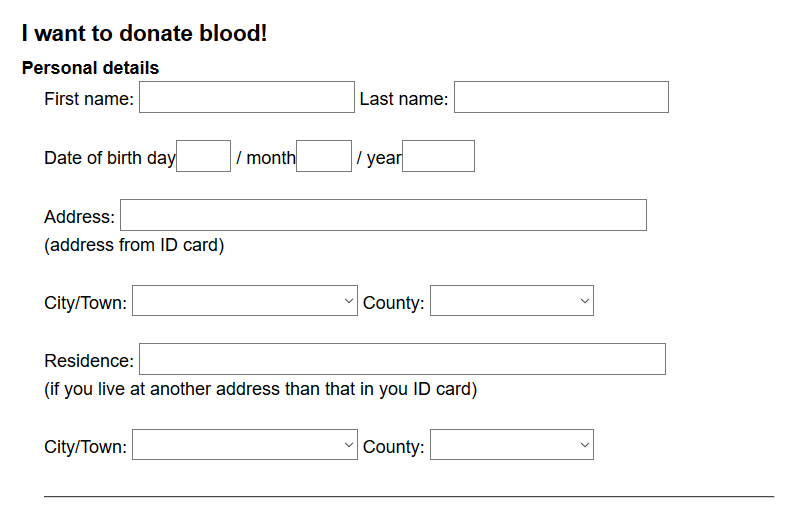 I want to donate blood!
Personal details
First name: Last name:
Date of birth day / month / year
Address:
(address from ID card)
City/Town: County:
Residence:
(if you live at another address than that in you ID card)
City/Town: County: